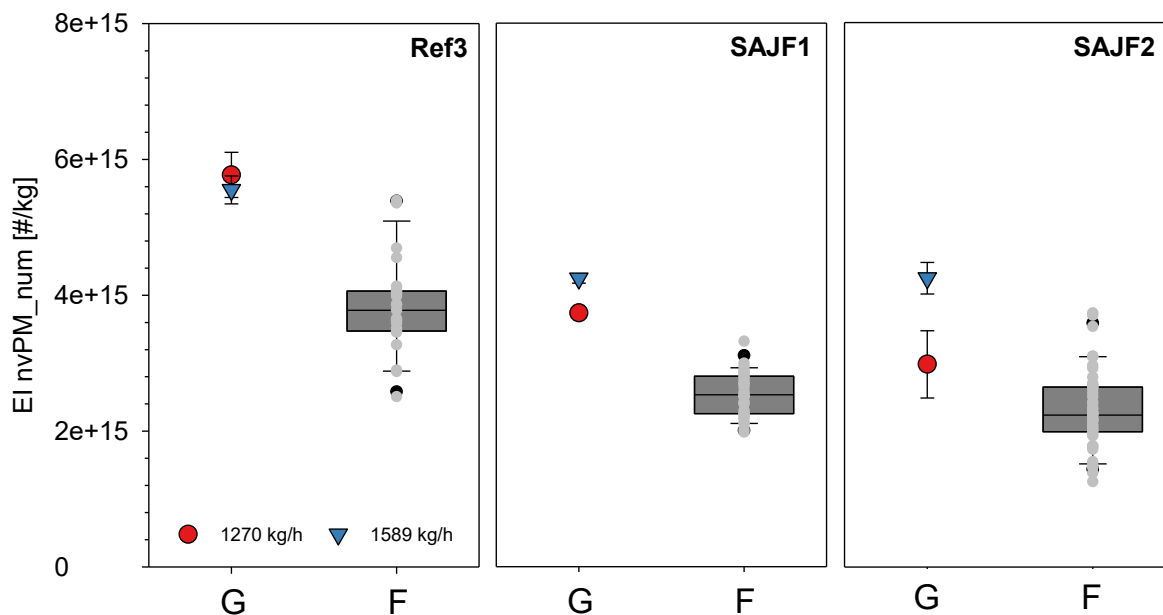 8e+15
6e+15
4e+15
2e+15
0
EI nvPM_num [#/kg]
Ref3
SAJF1
SAJF2
1270 kg/h
1589 kg/h
G
F
G
F
G
F